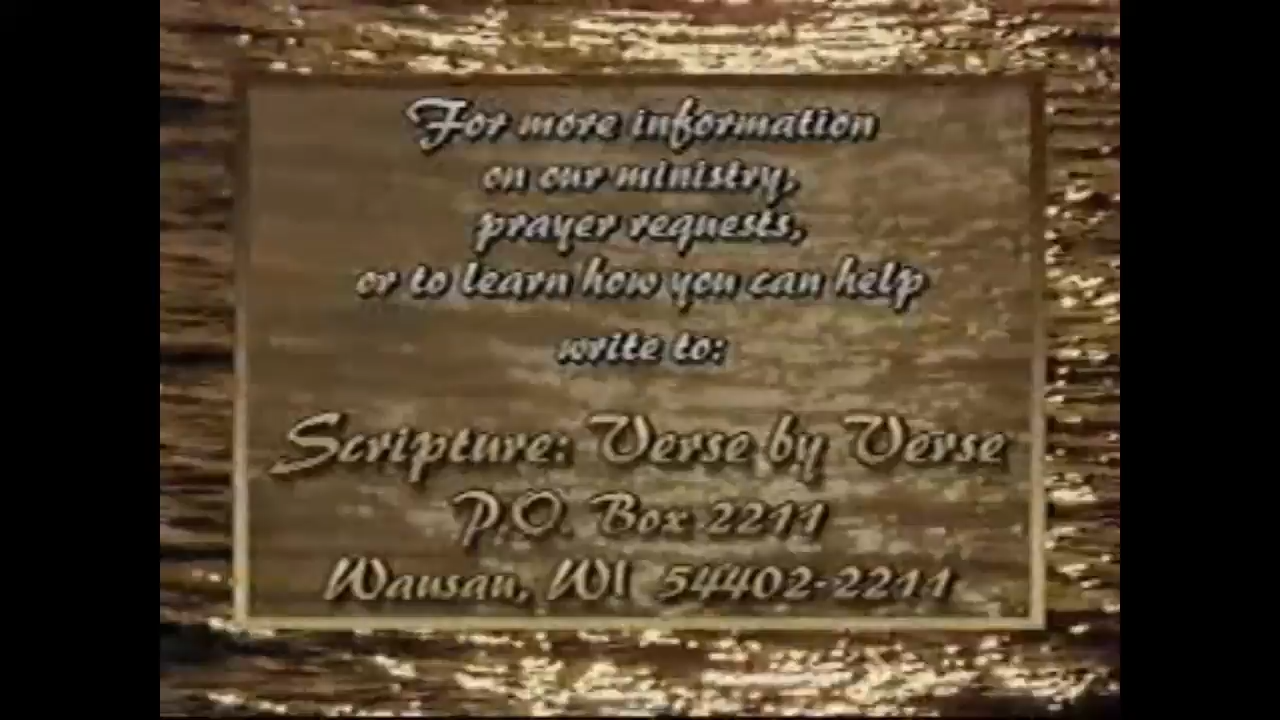 For more information
on our ministry,
prayer requests,
or to learn how you can help
write to:
Scripture: Verse by Verse
P.O. Box 2211
Wausau, WI 54402-2211